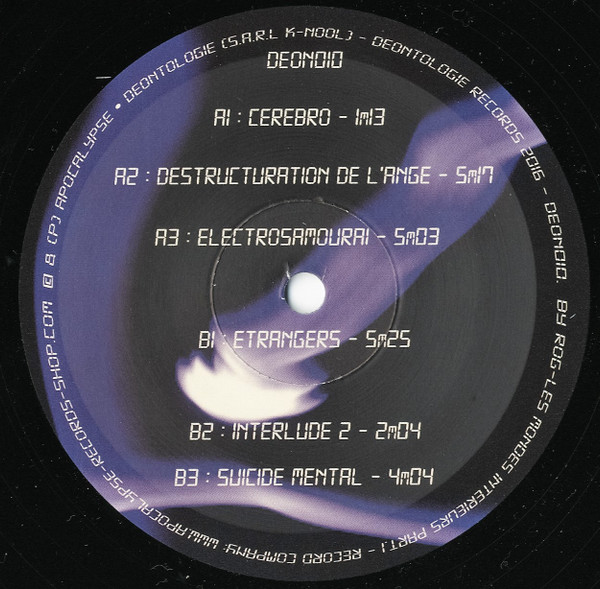 DEONOID
A1 : CEREBRO - 1m13
A2 : DESTRUCTURATION DE L'ANGE - 5m17
A3 : ELECTROSAMOURAI - 5m03
B1 : ETRANGERS - 5m25
B2 : INTERLUDE 2 - 2m04
B3 : SUICIDE MENTAL - 4m04
© & (P) APOCALYPSE • DEONTOLOGIE (S.A.R.L K-NOOL) - DEONTOLOGIE RECORDS 2016 - DEONOID. BY ROG-LES MONDES INTERIEURS PART.1 - RECORD COMPANY: WWW.APOCALYPSE-RECORDS-SHOP.COM